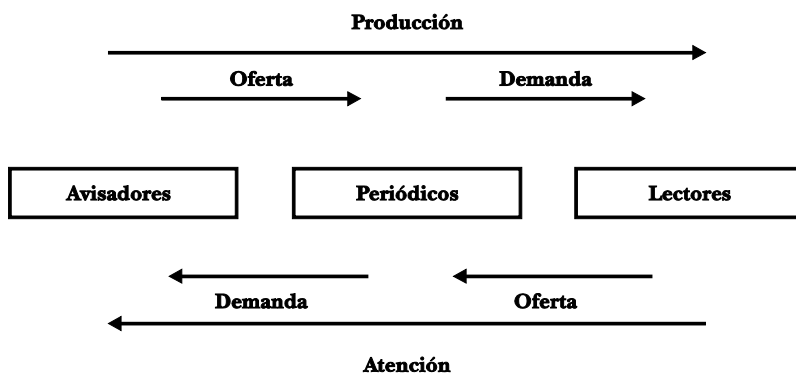 Producción
Oferta Demanda
Avisadores Periódicos Lectores
Demanda Oferta
Atención